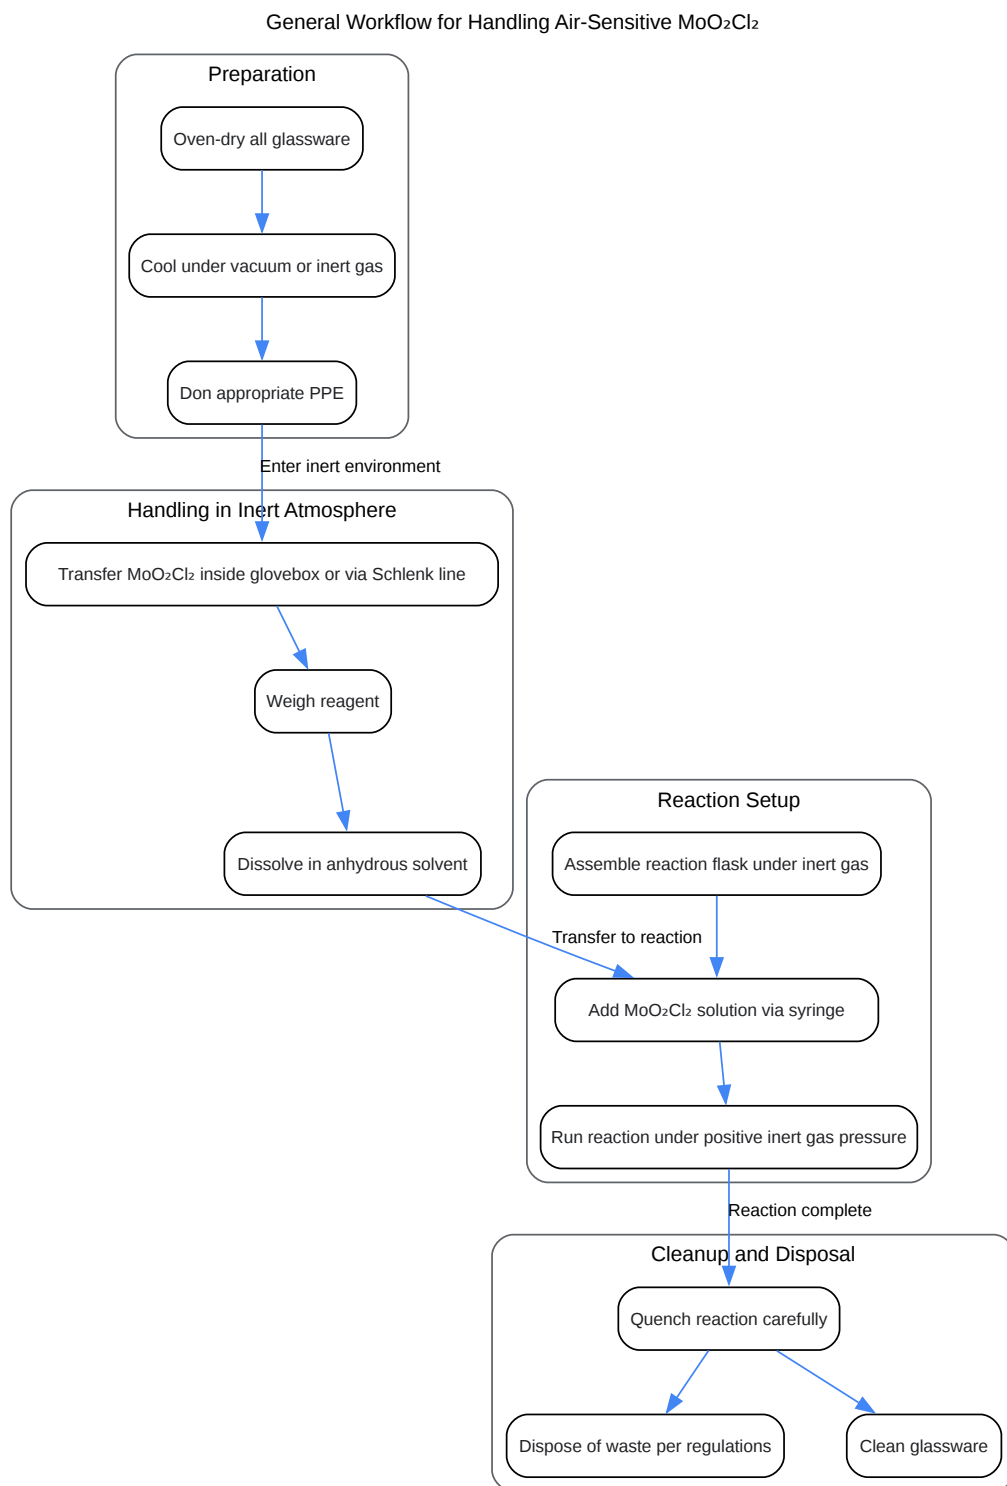 General Workflow for Handling Air-Sensitive MoO₂Cl₂
Preparation
Oven-dry all glassware
Cool under vacuum or inert gas
Don appropriate PPE
Enter inert environment
Handling in Inert Atmosphere
Transfer MoO₂Cl₂ inside glovebox or via Schlenk line
Weigh reagent
Dissolve in anhydrous solvent
Reaction Setup
Assemble reaction flask under inert gas
Transfer to reaction
Add MoO₂Cl₂ solution via syringe
Run reaction under positive inert gas pressure
Reaction complete
Cleanup and Disposal
Quench reaction carefully
Dispose of waste per regulations
Clean glassware